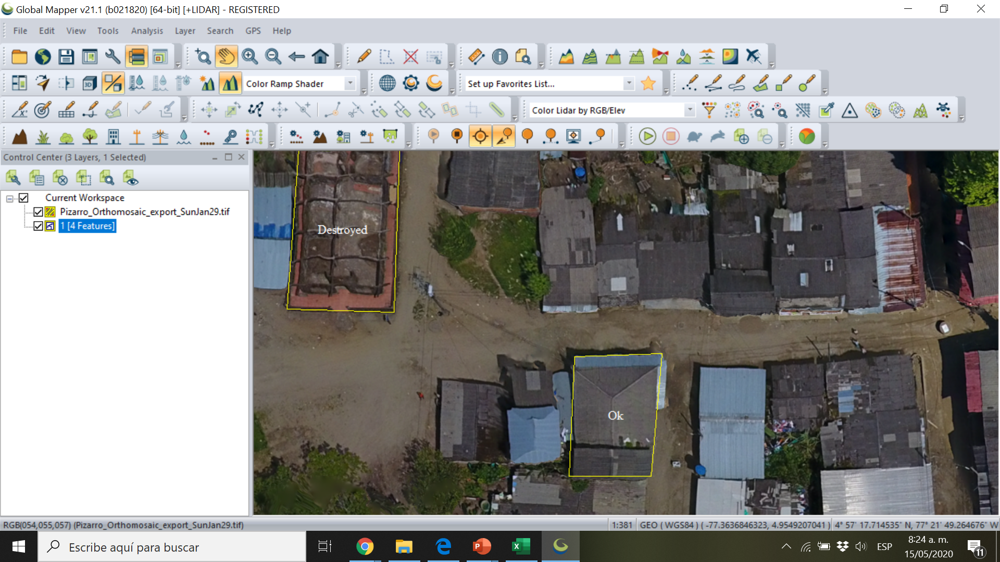 Global Mapper v21.1 (b021820) [64-bit] [+LIDAR] - REGISTERED
File Edit View Tools Analysis Layer Search GPS Help
3D Color Ramp Shader Set up Favorites List...
Color Lidar by RGB/Elev
Control Center (3 Layers, 1 Selected)
Current Workspace
Pizarro_Orthomosaic_export_SunJan29.tif
1 [4 Features]
Destroyed
Ok
RGB(054,055,057) (Pizarro_Orthomosaic_export_SunJan29.tif) 1:381 GEO ( WGS84 ) ( -77.3636846323, 4.9549207041 ) 4° 57' 17.714535" N, 77° 21' 49.264676" W
Escribe aquí para buscar
ESP
8:24 a. m.
15/05/2020
11